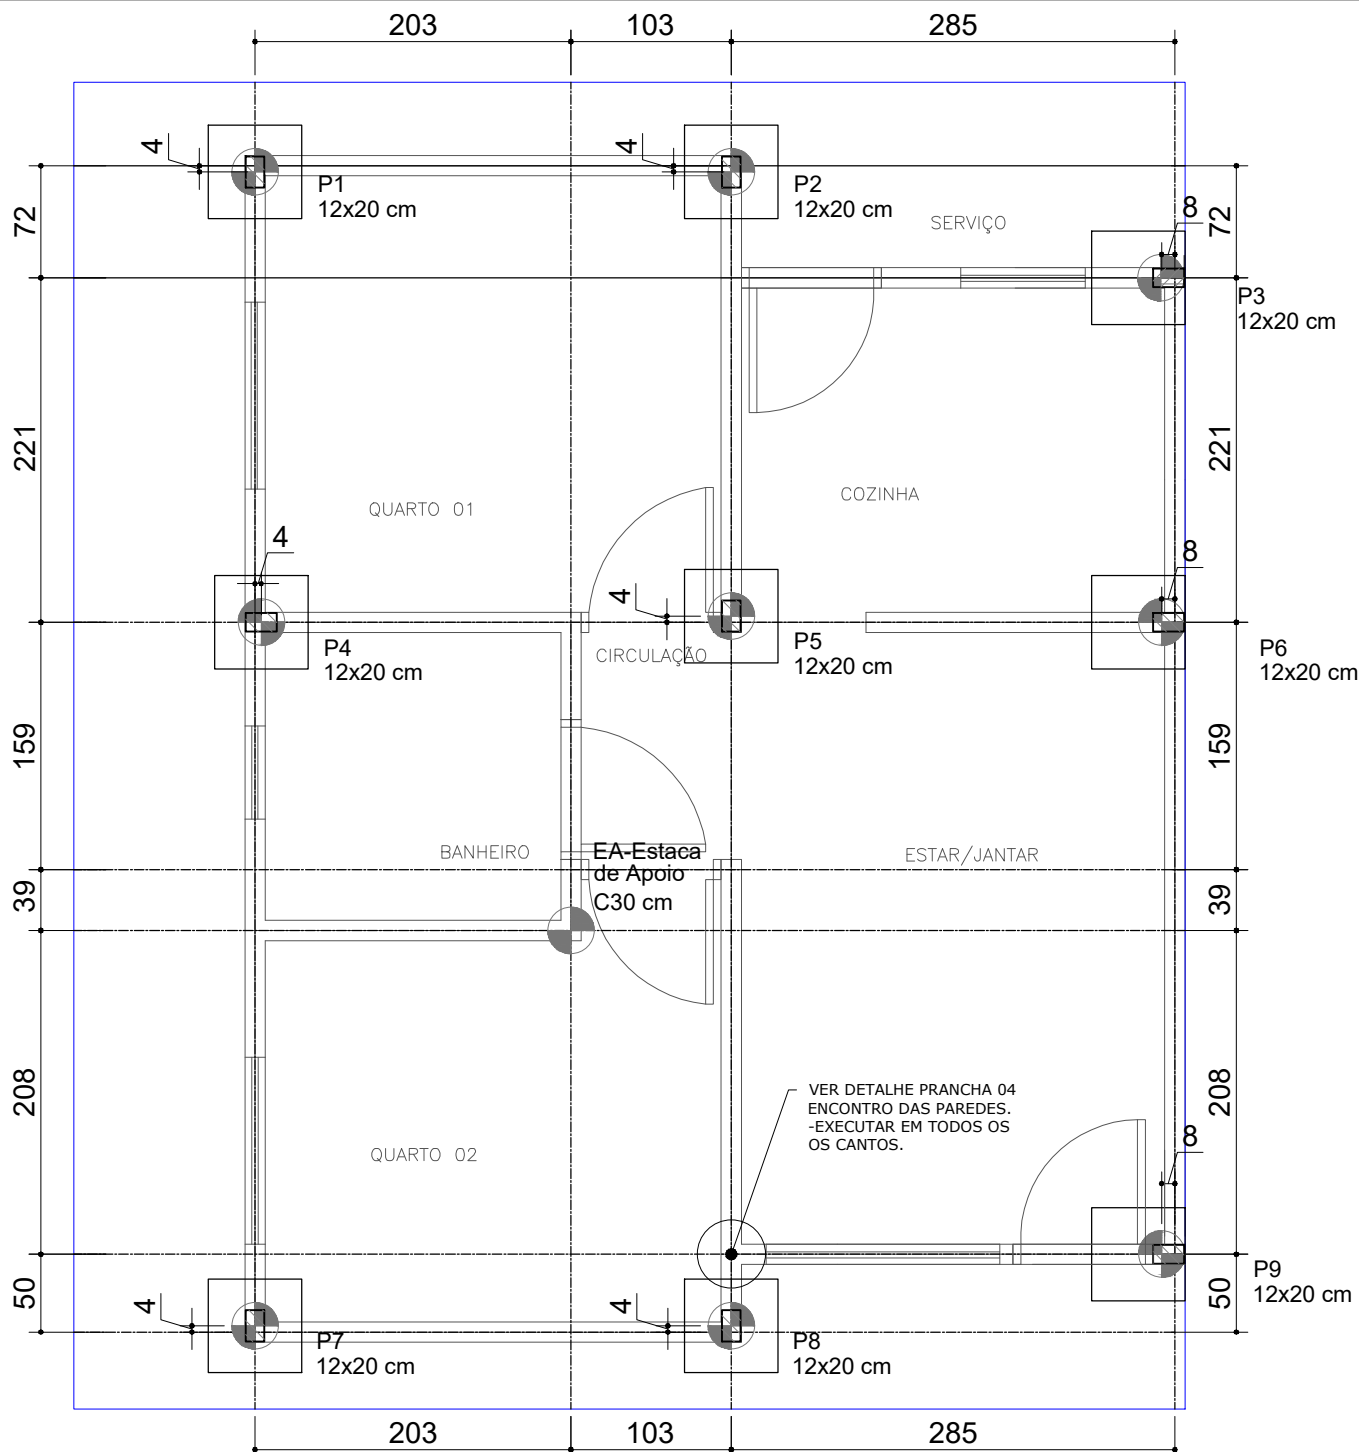 203
103
285
4
4
P1
12x20 cm
P2
12x20 cm
72
SERVIÇO
8
72
P3
12x20 cm
221
QUARTO 01
COZINHA
221
4
4
8
P4
12x20 cm
CIRCULAÇÃO
P5
12x20 cm
P6
12x20 cm
159
BANHEIRO
EA-Estaca
de Apoio
C30 cm
ESTAR/JANTAR
159
39
39
208
VER DETALHE PRANCHA 04
ENCONTRO DAS PAREDES.
-EXECUTAR EM TODOS OS
OS CANTOS.
208
QUARTO 02
8
50
4
4
P7
12x20 cm
P8
12x20 cm
P9
12x20 cm
50
203
103
285